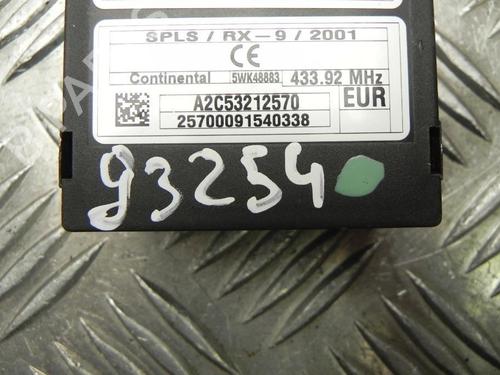 SPLS / RX-9 / 2001
CE
Continental 5WK48883 433.92 MHz
A2C53212570 EUR
25700091540338
93254